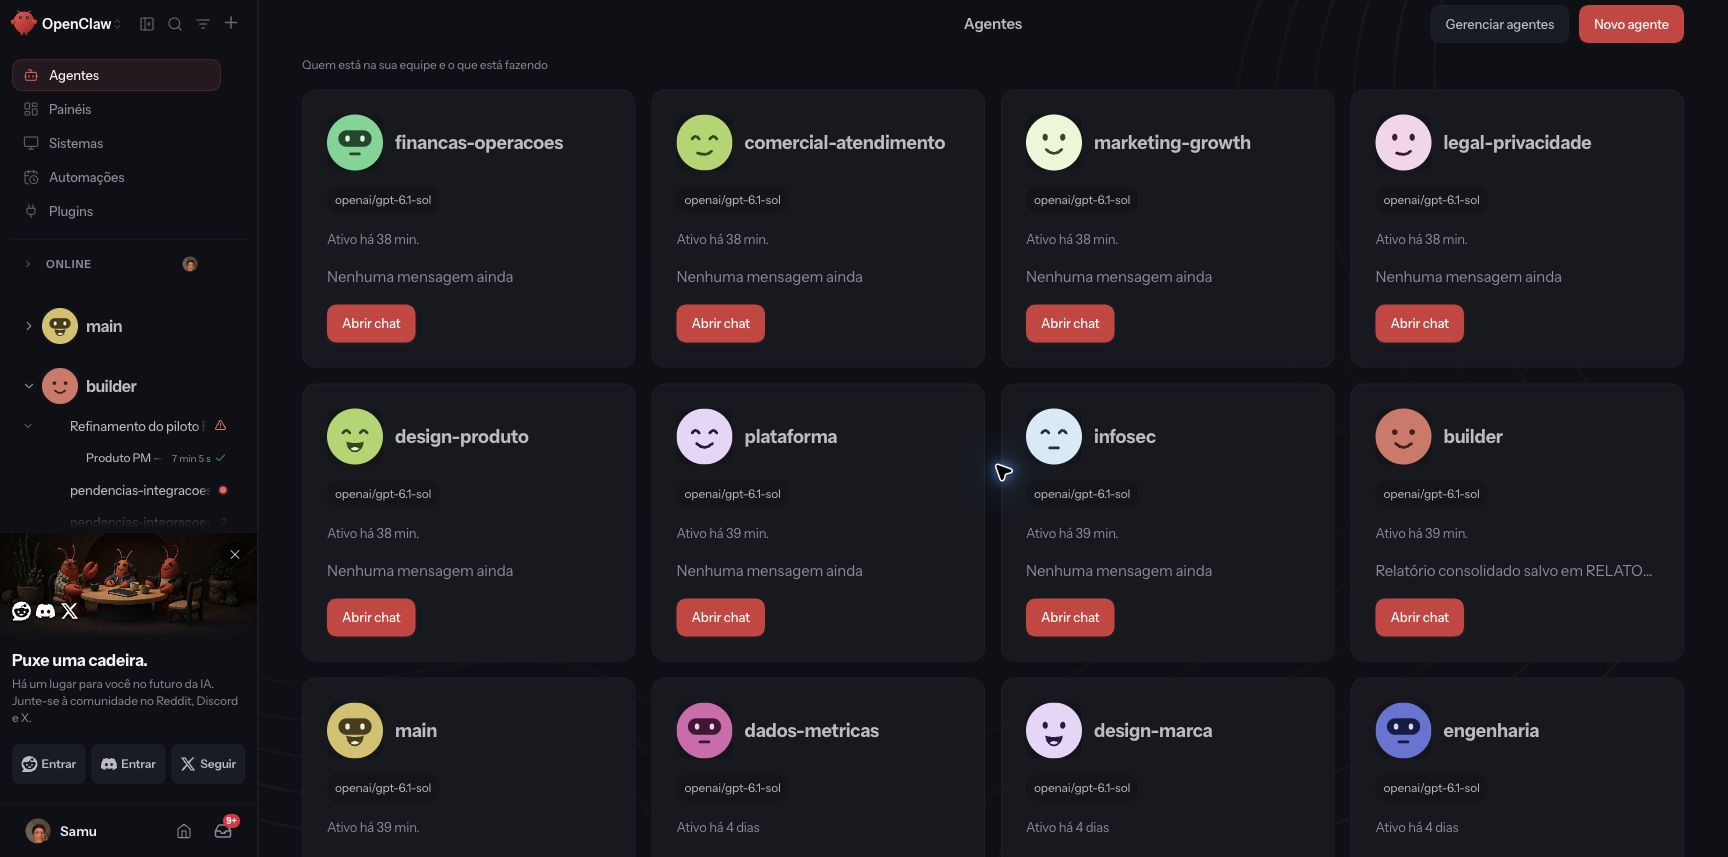 OpenClaw
Agentes
Painéis
Sistemas
Automações
Plugins
ONLINE
main
builder
Refinamento do piloto
Produto PM – 7 min 5 s
pendencias-integracoes
pendencias-integracoes 2
Puxe uma cadeira.
Há um lugar para você no futuro da IA.
Junte-se à comunidade no Reddit, Discord
e X.
Entrar Entrar Seguir
Samu 9+
Agentes
Gerenciar agentes Novo agente
Quem está na sua equipe e o que está fazendo
financas-operacoes
openai/gpt-6.1-sol
Ativo há 38 min.
Nenhuma mensagem ainda
Abrir chat
comercial-atendimento
openai/gpt-6.1-sol
Ativo há 38 min.
Nenhuma mensagem ainda
Abrir chat
marketing-growth
openai/gpt-6.1-sol
Ativo há 38 min.
Nenhuma mensagem ainda
Abrir chat
legal-privacidade
openai/gpt-6.1-sol
Ativo há 38 min.
Nenhuma mensagem ainda
Abrir chat
design-produto
openai/gpt-6.1-sol
Ativo há 38 min.
Nenhuma mensagem ainda
Abrir chat
plataforma
openai/gpt-6.1-sol
Ativo há 39 min.
Nenhuma mensagem ainda
Abrir chat
infosec
openai/gpt-6.1-sol
Ativo há 39 min.
Nenhuma mensagem ainda
Abrir chat
builder
openai/gpt-6.1-sol
Ativo há 39 min.
Relatório consolidado salvo em RELATO...
Abrir chat
main
openai/gpt-6.1-sol
Ativo há 39 min.
dados-metricas
openai/gpt-6.1-sol
Ativo há 4 dias
design-marca
openai/gpt-6.1-sol
Ativo há 4 dias
engenharia
openai/gpt-6.1-sol
Ativo há 4 dias